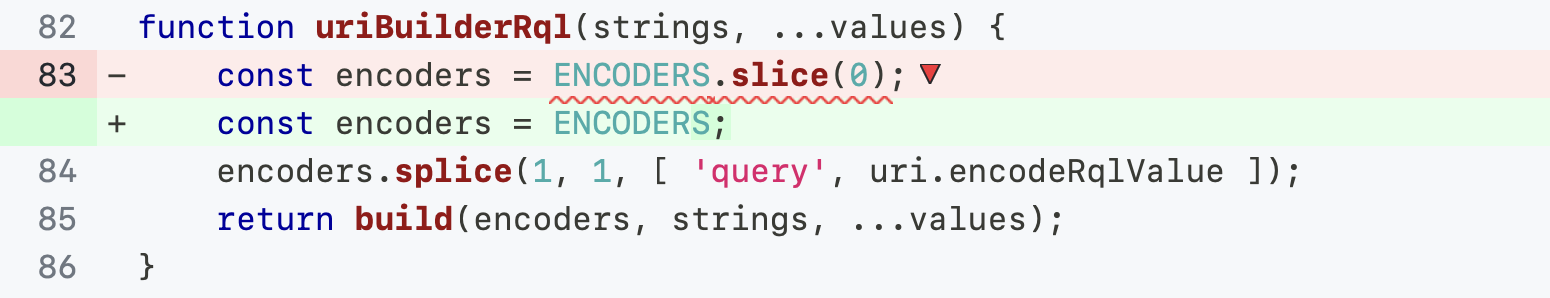 82 function uriBuilderRql(strings, ...values) {
83 - const encoders = ENCODERS.slice(0);
+ const encoders = ENCODERS;
84 encoders.splice(1, 1, [ 'query', uri.encodeRqlValue ]);
85 return build(encoders, strings, ...values);
86 }